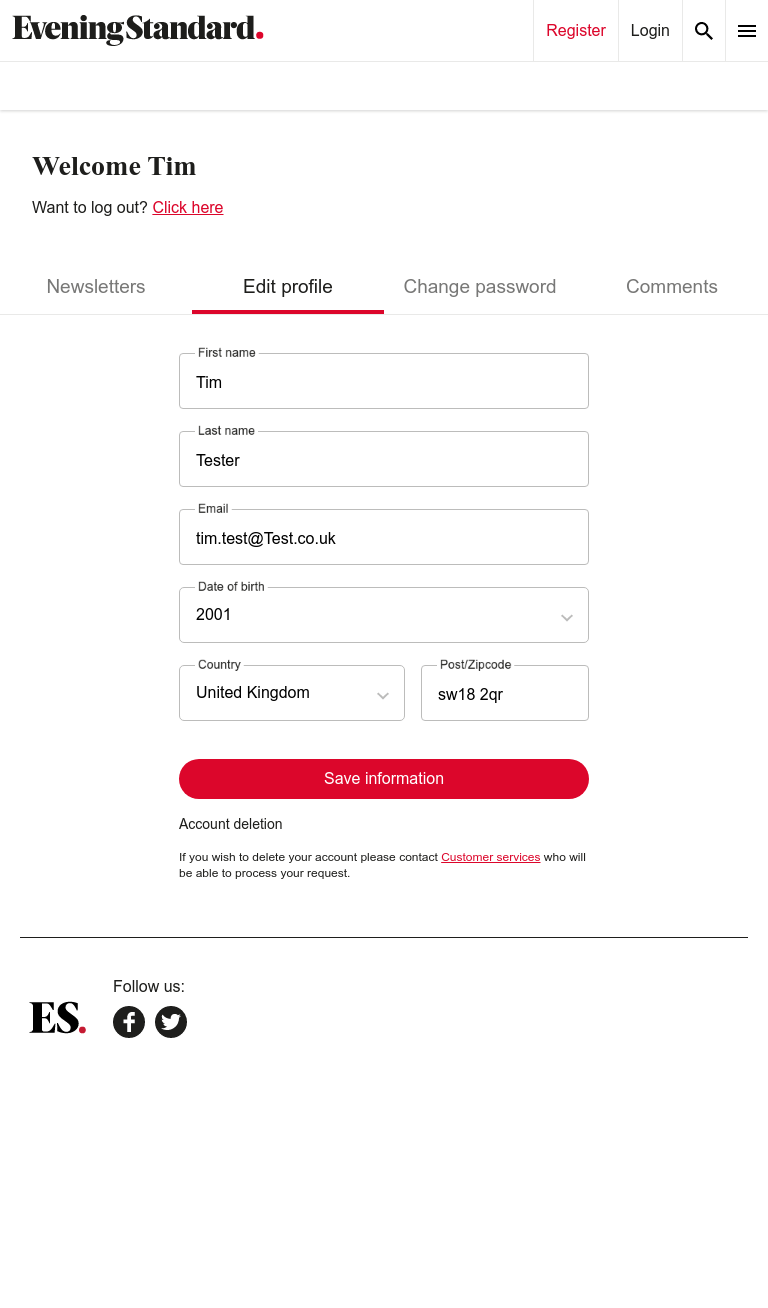 Evening Standard.
Register
Login
Welcome Tim
Want to log out? Click here
Newsletters
Edit profile
Change password
Comments
First name
Tim
Last name
Tester
Email
tim.test@Test.co.uk
Date of birth
2001
Country
United Kingdom
Post/Zipcode
sw18 2qr
Save information
Account deletion
If you wish to delete your account please contact Customer services who will
be able to process your request.
Follow us:
ES.